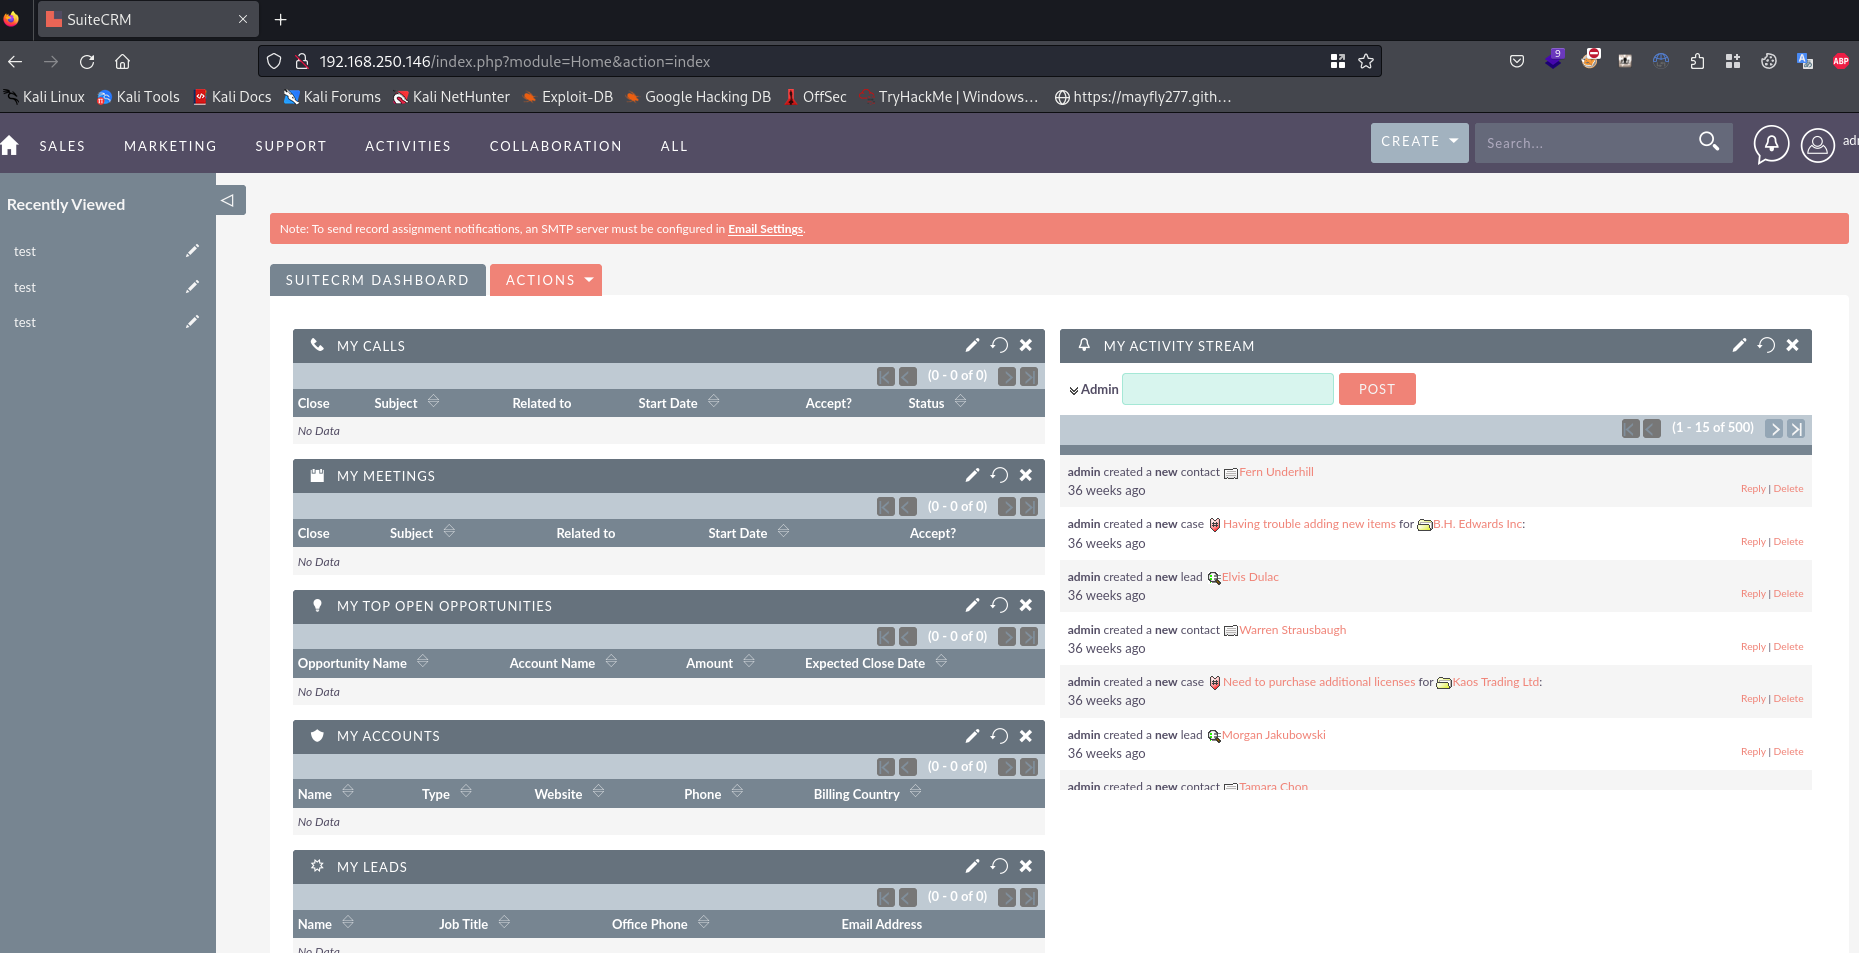 SuiteCRM
192.168.250.146/index.php?module=Home&action=index
9
ABP
Kali Linux Kali Tools Kali Docs Kali Forums Kali NetHunter Exploit-DB Google Hacking DB OffSec TryHackMe | Windows… https://mayfly277.gith…
SALES MARKETING SUPPORT ACTIVITIES COLLABORATION ALL CREATE Search... adm
Recently Viewed
test
test
test
Note: To send record assignment notifications, an SMTP server must be configured in Email Settings.
SUITECRM DASHBOARD ACTIONS
MY CALLS
(0 - 0 of 0)
Close Subject Related to Start Date Accept? Status
No Data
MY MEETINGS
(0 - 0 of 0)
Close Subject Related to Start Date Accept?
No Data
MY TOP OPEN OPPORTUNITIES
(0 - 0 of 0)
Opportunity Name Account Name Amount Expected Close Date
No Data
MY ACCOUNTS
(0 - 0 of 0)
Name Type Website Phone Billing Country
No Data
MY LEADS
(0 - 0 of 0)
Name Job Title Office Phone Email Address
No Data
MY ACTIVITY STREAM
Admin POST
(1 - 15 of 500)
admin created a new contact Fern Underhill
36 weeks ago Reply | Delete
admin created a new case Having trouble adding new items for B.H. Edwards Inc:
36 weeks ago Reply | Delete
admin created a new lead Elvis Dulac
36 weeks ago Reply | Delete
admin created a new contact Warren Strausbaugh
36 weeks ago Reply | Delete
admin created a new case Need to purchase additional licenses for Kaos Trading Ltd:
36 weeks ago Reply | Delete
admin created a new lead Morgan Jakubowski
36 weeks ago Reply | Delete
admin created a new contact Tamara Chon